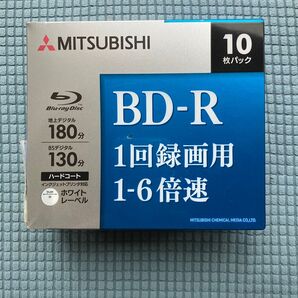 MITSUBISHI
10
枚パック
Blu-ray Disc
地上デジタル
180分
BSデジタル
130分
ハードコート
インクジェットプリンタ対応
ホワイト
レーベル
BD-R
1回録画用
1-6倍速
MITSUBISHI CHEMICAL MEDIA CO.,LTD.